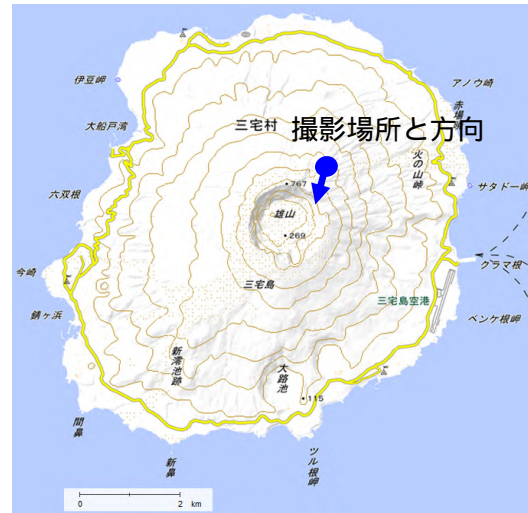 伊豆岬
アノウ崎
大船戸湾
三宅村
撮影場所と方向
火の山峠
六双根
767
サタドー岬
雄山
269
今崎
クラマ根
三宅島
三宅島空港
錆ヶ浜
ベンケ根岬
新澪池跡
大路池
115
間鼻
新鼻
ツル根岬
0 2 km